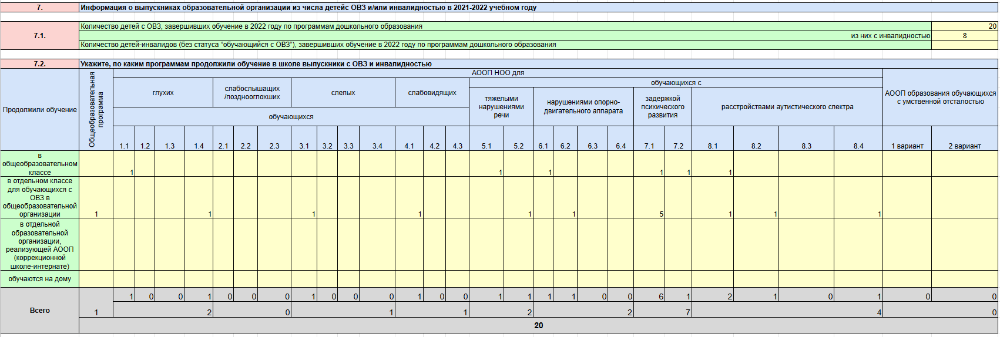 7. Информация о выпускниках образовательной организации из числа детейс ОВЗ и/или инвалидностью в 2021-2022 учебном году
7.1.
Количество детей с ОВЗ, завершивших обучение в 2022 году по программам дошкольного образования 20
из них с инвалидностью 8
Количество детей-инвалидов (без статуса “обучающийся с ОВЗ”), завершивших обучение в 2022 году по программам дошкольного образования
7.2. Укажите, по каким программам продолжили обучение в школе выпускники с ОВЗ и инвалидностью
Продолжили обучение
Общеобразовательная
программа
АООП НОО для
глухих
слабослышащих
/позднооглохших
слепых
слабовидящих
обучающихся
обучающихся с
тяжелыми
нарушениями
речи
нарушениями опорно-
двигательного аппарата
задержкой
психического
развития
расстройствами аутистического спектра
АООП образования обучающихся
с умственной отсталостью
1.1 1.2 1.3 1.4 2.1 2.2 2.3 3.1 3.2 3.3 3.4 4.1 4.2 4.3 5.1 5.2 6.1 6.2 6.3 6.4 7.1 7.2 8.1 8.2 8.3 8.4 1 вариант 2 вариант
в
общеобразовательном
классе
1 1 1 1 1 1
в отдельном классе
для обучающихся с
ОВЗ в
общеобразовательной
организации
1 1 1 1 1 1 5 1 1 1
в отдельной
образовательной
организации,
реализующей АООП
(коррекционной
школе-интернате)
обучаются на дому
Всего
1
1 0 0 1 0 0 0 1 0 0 0 1 0 0 1 1 1 1 0 0 6 1 2 1 0 1 0 0
2 0 1 1 2 2 7 4 0
20